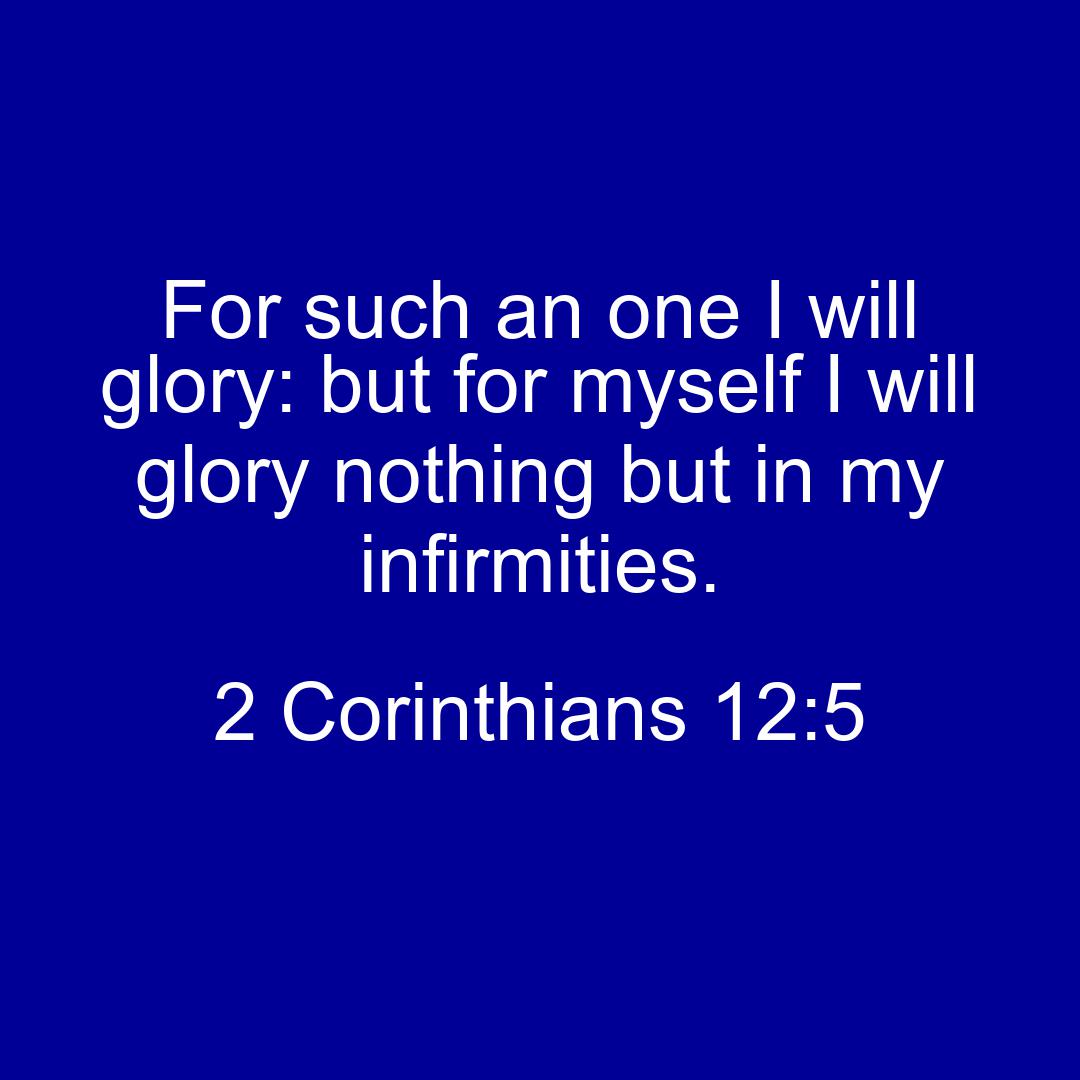 For such an one I will
glory: but for myself I will
glory nothing but in my
infirmities.
2 Corinthians 12:5